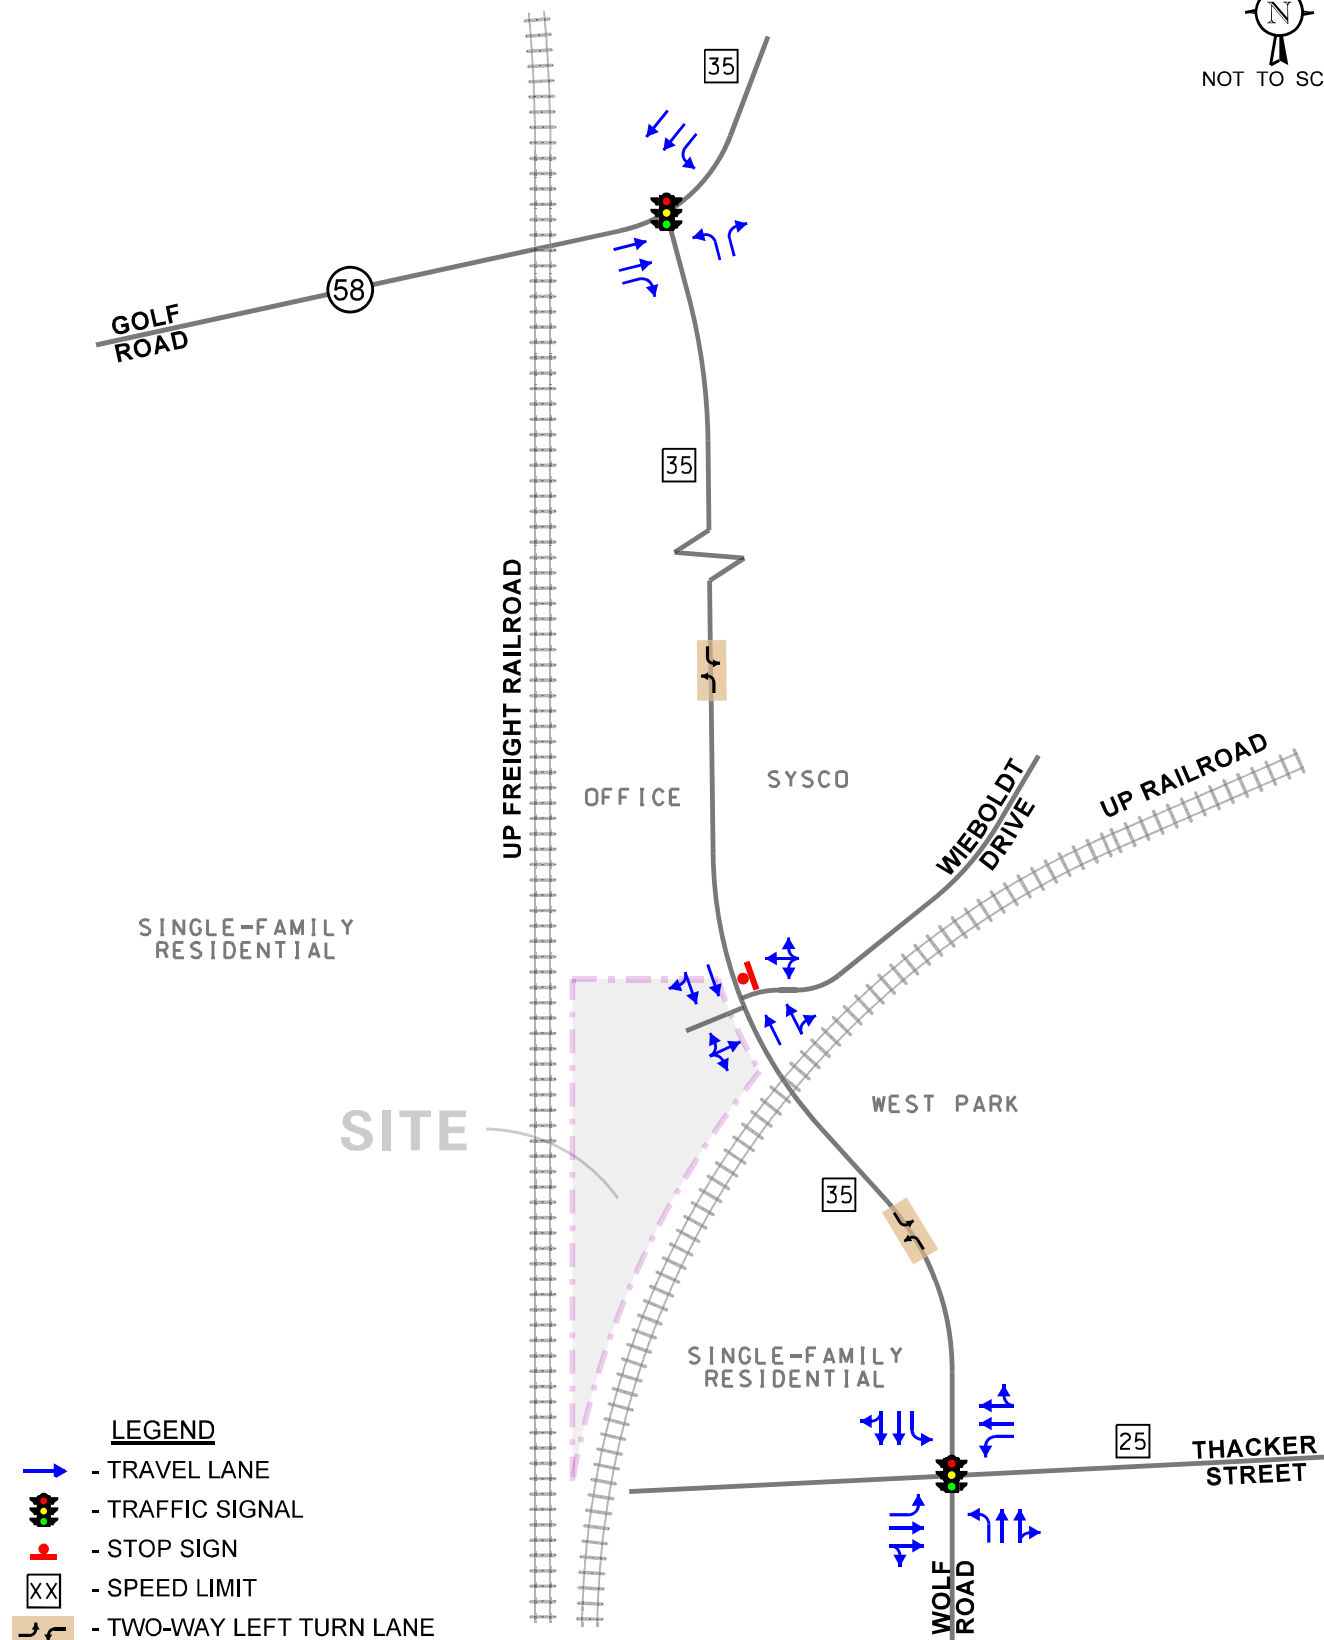 N
NOT TO SC
35
58
GOLF
ROAD
35
UP FREIGHT RAILROAD
OFFICE
SYSCO
WIEBOLDT
DRIVE
UP RAILROAD
SINGLE-FAMILY
RESIDENTIAL
SITE
WEST PARK
35
SINGLE-FAMILY
RESIDENTIAL
25
THACKER
STREET
WOLF
ROAD
LEGEND
- TRAVEL LANE
- TRAFFIC SIGNAL
- STOP SIGN
XX - SPEED LIMIT
- TWO-WAY LEFT TURN LANE